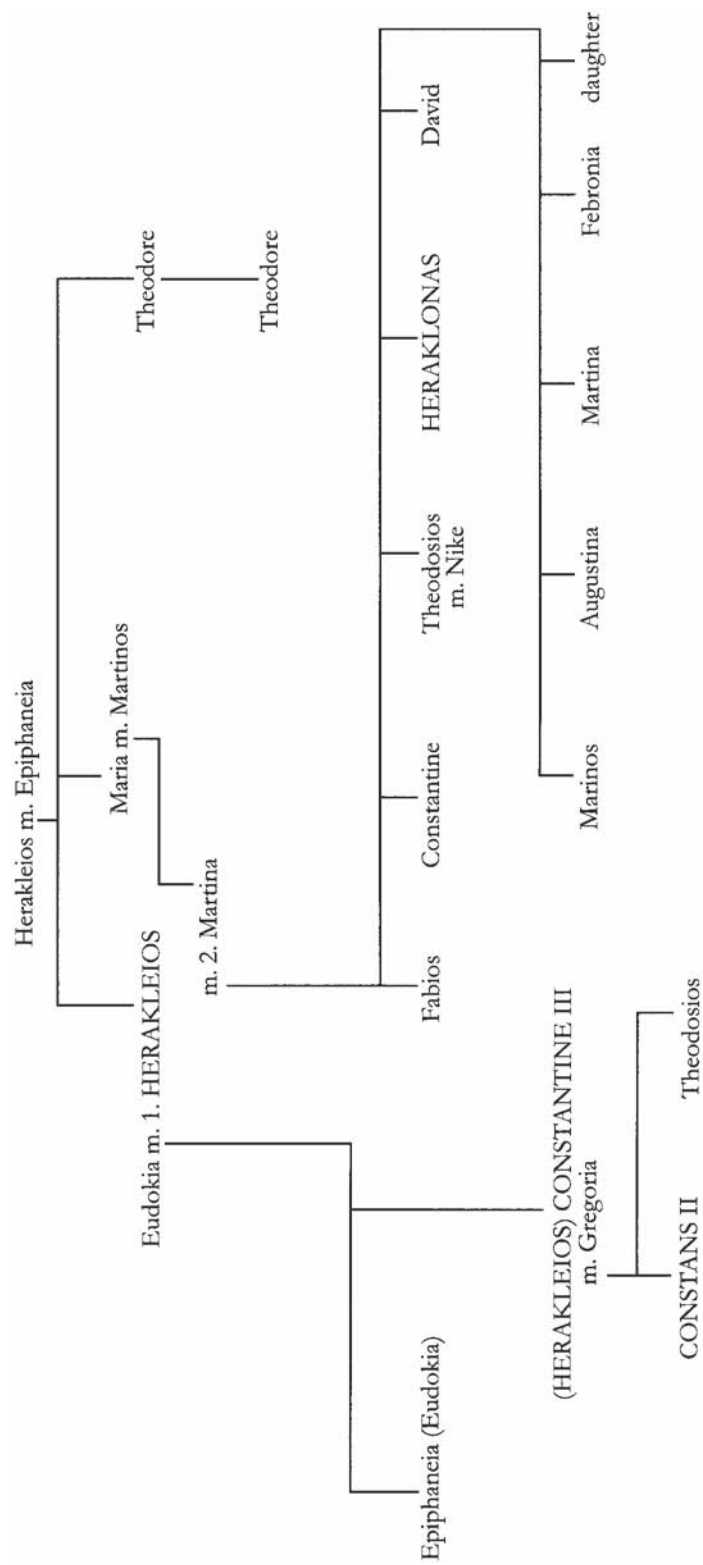 Herakleios m. Epiphaneia
Eudokia m. 1. HERAKLEIOS
Maria m. Martinos
Theodore
m. 2. Martina
Theodore
Epiphaneia (Eudokia)
Fabios
Constantine
Theodosios
m. Nike
HERAKLONAS
David
(HERAKLEIOS) CONSTANTINE III
m. Gregoria
Marinos
Augustina
Martina
Febronia
daughter
CONSTANS II
Theodosios